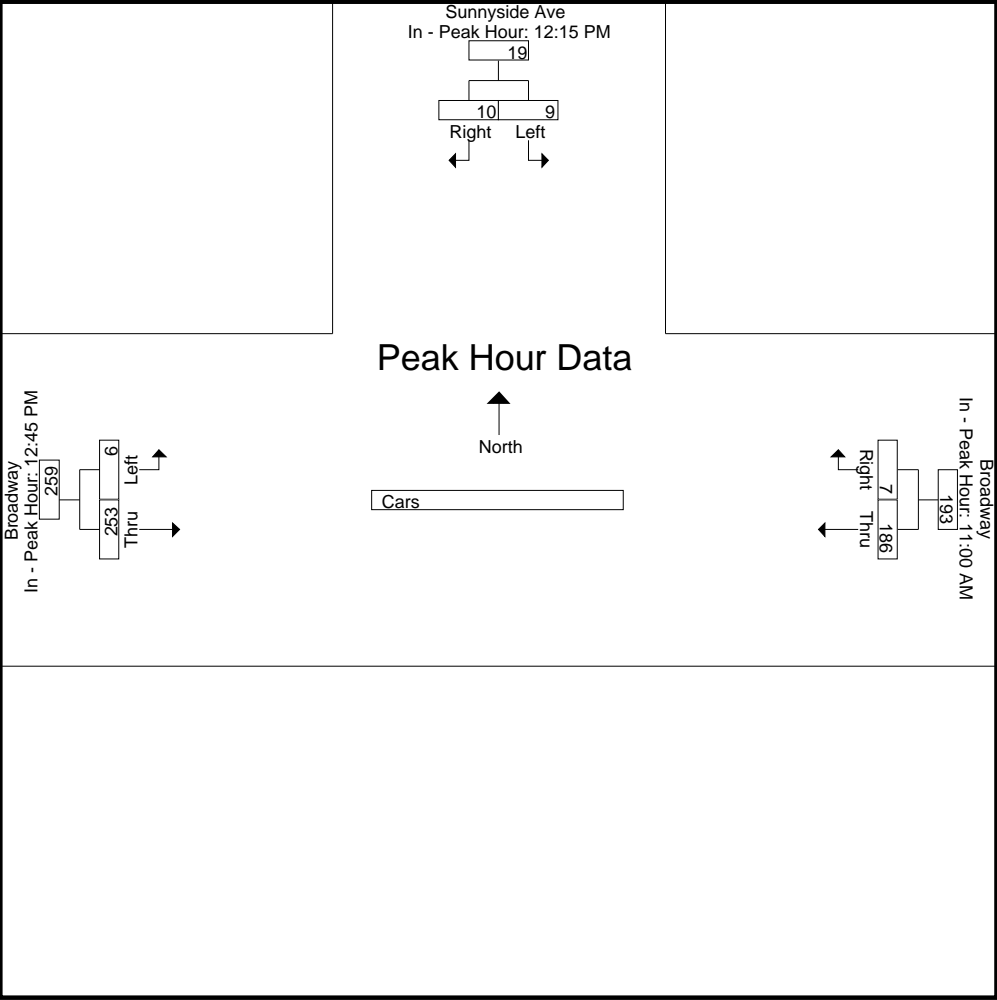 Sunnyside Ave
In - Peak Hour: 12:15 PM
19
10 9
Right Left
Peak Hour Data
North
Cars
Broadway
In - Peak Hour: 12:45 PM
259
6 253
Left Thru
Broadway
In - Peak Hour: 11:00 AM
193
7 186
Right Thru